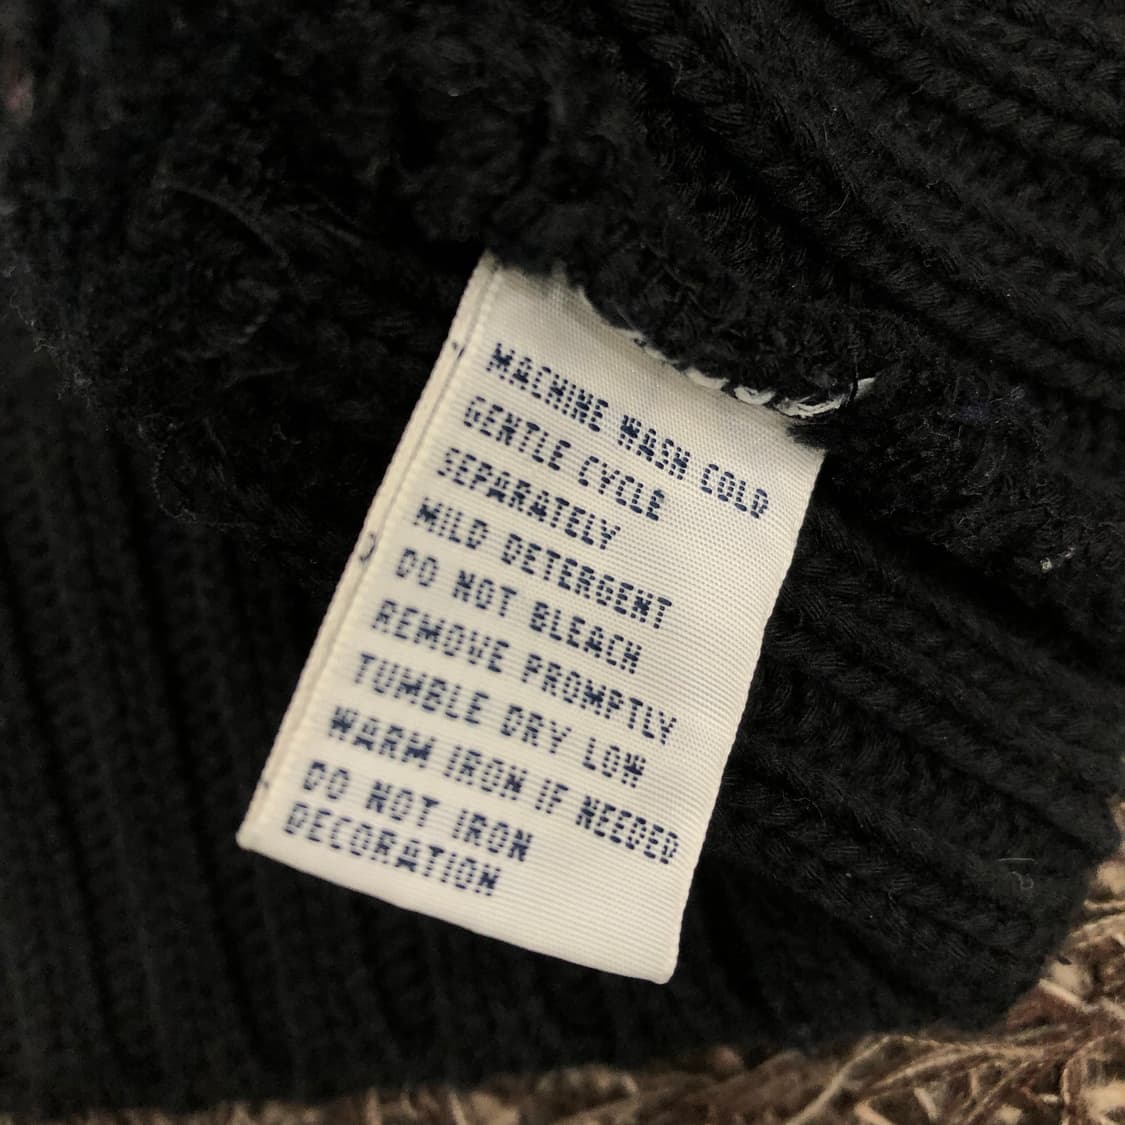 MACHINE WASH COLD
GENTLE CYCLE
SEPARATELY
MILD DETERGENT
DO NOT BLEACH
REMOVE PROMPTLY
TUMBLE DRY LOW
WARM IRON IF NEEDED
DO NOT IRON
DECORATION